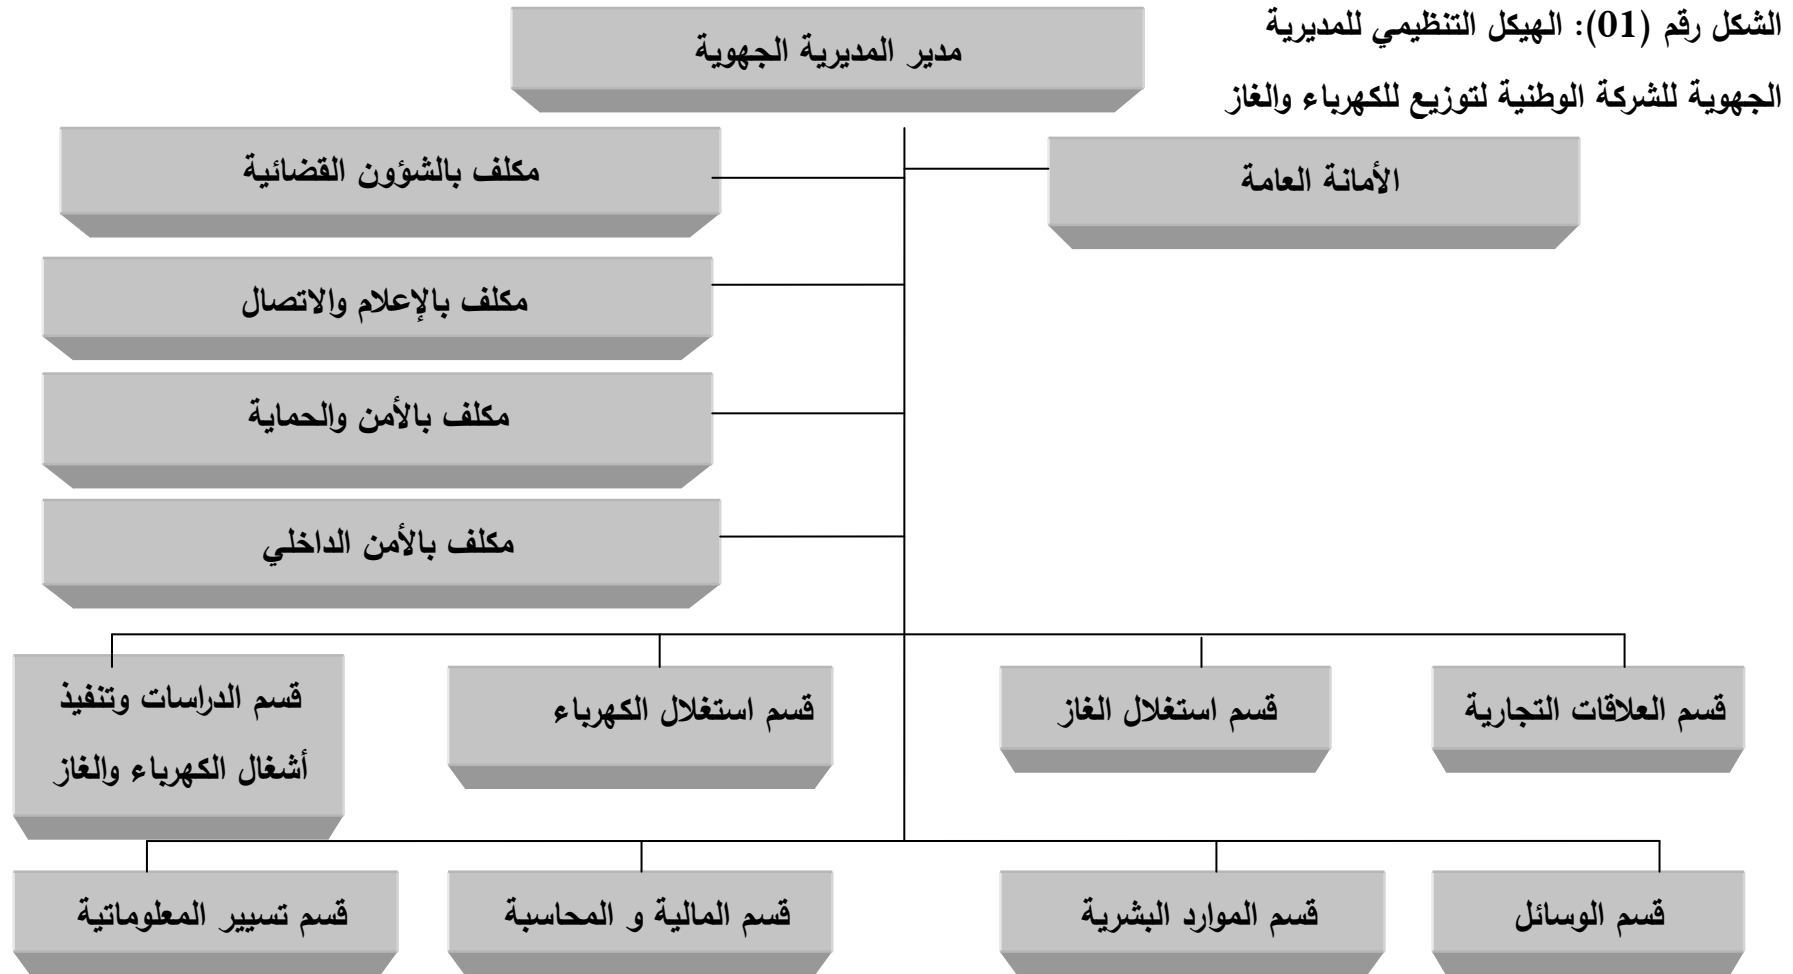 الشكل رقم (01): الهيكل التنظيمي للمديرية
الجهوية للشركة الوطنية لتوزيع للكهرباء والغاز
مدير المديرية الجهوية
الأمانة العامة
مكلف بالشؤون القضائية
مكلف بالإعلام والاتصال
مكلف بالأمن والحماية
مكلف بالأمن الداخلي
قسم العلاقات التجارية
قسم استغلال الغاز
قسم استغلال الكهرباء
قسم الدراسات وتنفيذ
أشغال الكهرباء والغاز
قسم الوسائل
قسم الموارد البشرية
قسم المالية و المحاسبة
قسم تسيير المعلوماتية